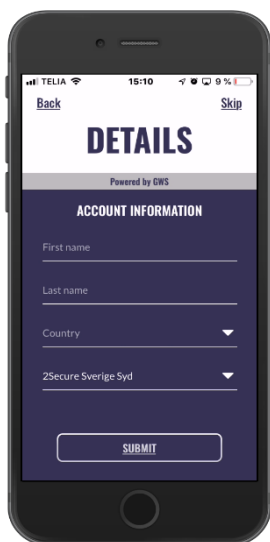 TELIA 15:10 9 %
Back Skip
DETAILS
Powered by GWS
ACCOUNT INFORMATION
First name
Last name
Country
2Secure Sverige Syd
SUBMIT